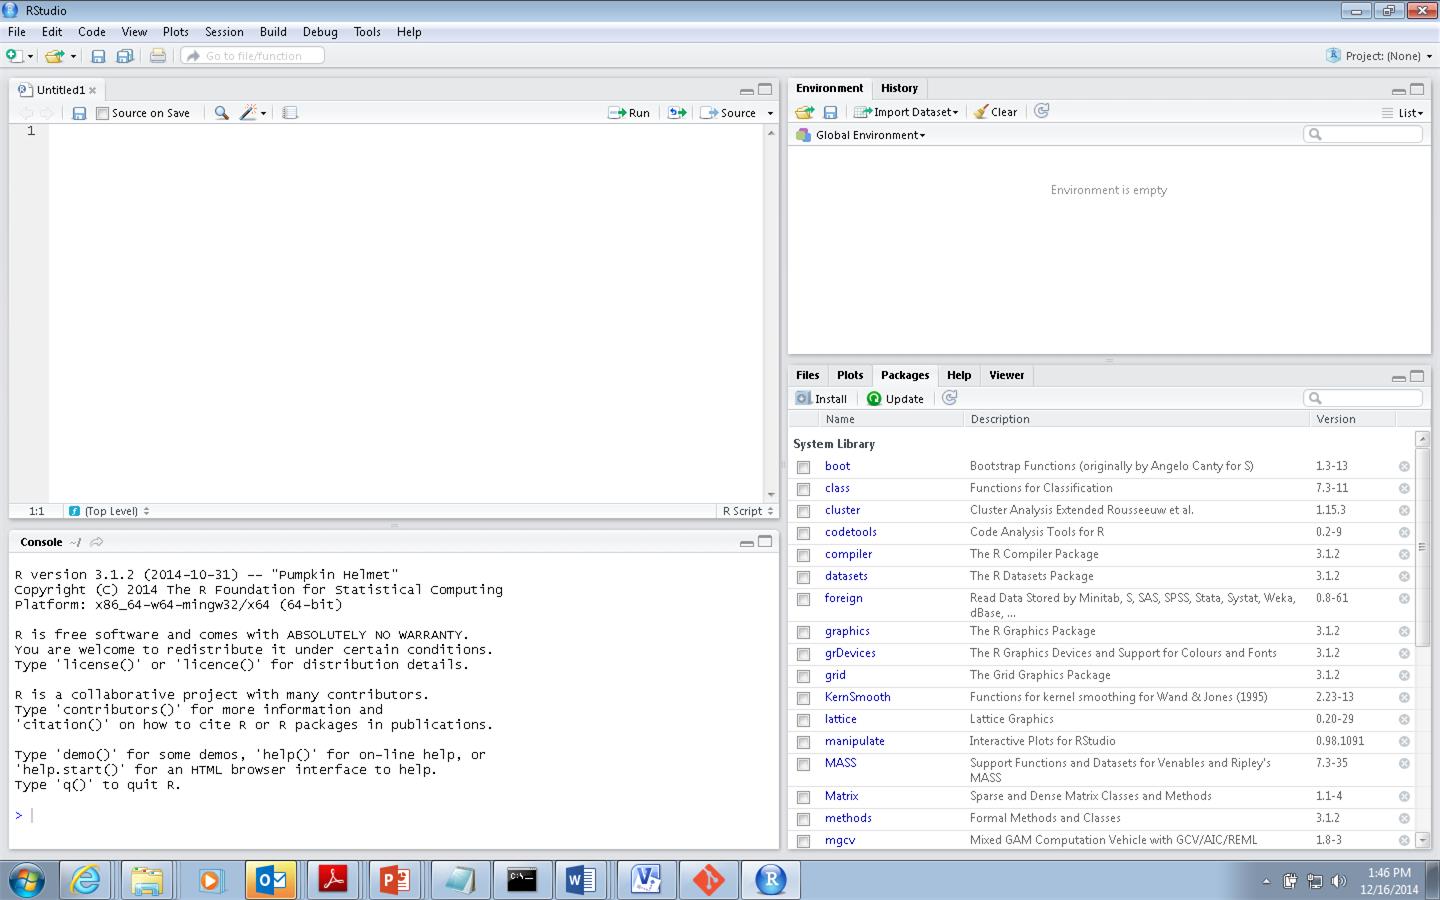 RStudio
File Edit Code View Plots Session Build Debug Tools Help
Go to file/function
Project: (None)
Untitled1
Source on Save
Run
Source
1
1:1
(Top Level)
R Script
Console ~/
R version 3.1.2 (2014-10-31) -- "Pumpkin Helmet"
Copyright (C) 2014 The R Foundation for Statistical Computing
Platform: x86_64-w64-mingw32/x64 (64-bit)
R is free software and comes with ABSOLUTELY NO WARRANTY.
You are welcome to redistribute it under certain conditions.
Type 'license()' or 'licence()' for distribution details.
R is a collaborative project with many contributors.
Type 'contributors()' for more information and
'citation()' on how to cite R or R packages in publications.
Type 'demo()' for some demos, 'help()' for on-line help, or
'help.start()' for an HTML browser interface to help.
Type 'q()' to quit R.
>
Environment History
Import Dataset Clear List
Global Environment
Environment is empty
Files Plots Packages Help Viewer
Install Update
Name Description Version
System Library
boot Bootstrap Functions (originally by Angelo Canty for S) 1.3-13
class Functions for Classification 7.3-11
cluster Cluster Analysis Extended Rousseeuw et al. 1.15.3
codetools Code Analysis Tools for R 0.2-9
compiler The R Compiler Package 3.1.2
datasets The R Datasets Package 3.1.2
foreign Read Data Stored by Minitab, S, SAS, SPSS, Stata, Systat, Weka, 0.8-61
dBase, ...
graphics The R Graphics Package 3.1.2
grDevices The R Graphics Devices and Support for Colours and Fonts 3.1.2
grid The Grid Graphics Package 3.1.2
KernSmooth Functions for kernel smoothing for Wand & Jones (1995) 2.23-13
lattice Lattice Graphics 0.20-29
manipulate Interactive Plots for RStudio 0.98.1091
MASS Support Functions and Datasets for Venables and Ripley's 7.3-35
MASS
Matrix Sparse and Dense Matrix Classes and Methods 1.1-4
methods Formal Methods and Classes 3.1.2
mgcv Mixed GAM Computation Vehicle with GCV/AIC/REML 1.8-3
1:46 PM
12/16/2014